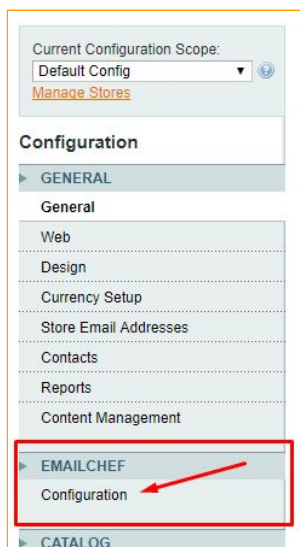 Current Configuration Scope:
Default Config
Manage Stores
Configuration
GENERAL
General
Web
Design
Currency Setup
Store Email Addresses
Contacts
Reports
Content Management
EMAILCHEF
Configuration
CATALOG